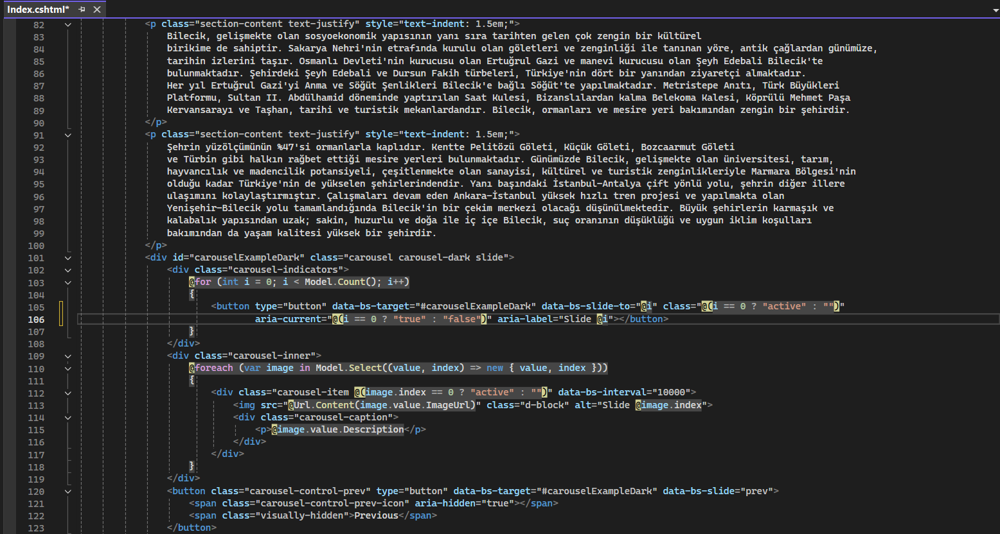 Index.cshtml*
82 <p class="section-content text-justify" style="text-indent: 1.5em;">
83 Bilecik, gelişmekte olan sosyoekonomik yapısının yanı sıra tarihten gelen çok zengin bir kültürel
84 birikime de sahiptir. Sakarya Nehri'nin etrafında kurulu olan göletleri ve zenginliği ile tanınan yöre, antik çağlardan günümüze,
85 tarihin izlerini taşır. Osmanlı Devleti'nin kurucusu olan Ertuğrul Gazi ve manevi kurucusu olan Şeyh Edebali Bilecik'te
86 bulunmaktadır. Şehirdeki Şeyh Edebali ve Dursun Fakih türbeleri, Türkiye'nin dört bir yanından ziyaretçi almaktadır.
87 Her yıl Ertuğrul Gazi'yi Anma ve Söğüt Şenlikleri Bilecik'e bağlı Söğüt'te yapılmaktadır. Metristepe Anıtı, Türk Büyükleri
88 Platformu, Sultan II. Abdülhamid döneminde yaptırılan Saat Kulesi, Bizanslılardan kalma Belekoma Kalesi, Köprülü Mehmet Paşa
89 Kervansarayı ve Taşhan, tarihi ve turistik mekanlardandır. Bilecik, ormanları ve mesire yeri bakımından zengin bir şehirdir.
90 </p>
91 <p class="section-content text-justify" style="text-indent: 1.5em;">
92 Şehrin yüzölçümünün %47'si ormanlarla kaplıdır. Kentte Pelitözü Göleti, Küçük Göleti, Bozcaarmut Göleti
93 ve Türbin gibi halkın rağbet ettiği mesire yerleri bulunmaktadır. Günümüzde Bilecik, gelişmekte olan üniversitesi, tarım,
94 hayvancılık ve madencilik potansiyeli, çeşitlenmekte olan sanayisi, kültürel ve turistik zenginlikleriyle Marmara Bölgesi'nin
95 olduğu kadar Türkiye'nin de yükselen şehirlerindendir. Yanı başındaki İstanbul-Antalya çift yönlü yolu, şehrin diğer illere
96 ulaşımını kolaylaştırmıştır. Çalışmaları devam eden Ankara-İstanbul yüksek hızlı tren projesi ve yapılmakta olan
97 Yenişehir-Bilecik yolu tamamlandığında Bilecik'in bir çekim merkezi olacağı düşünülmektedir. Büyük şehirlerin karmaşık ve
98 kalabalık yapısından uzak; sakin, huzurlu ve doğa ile iç içe Bilecik, suç oranının düşüklüğü ve uygun iklim koşulları
99 bakımından da yaşam kalitesi yüksek bir şehirdir.
100 </p>
101 <div id="carouselExampleDark" class="carousel carousel-dark slide">
102 <div class="carousel-indicators">
103 @for (int i = 0; i < Model.Count(); i++)
104 {
105 <button type="button" data-bs-target="#carouselExampleDark" data-bs-slide-to="@i" class="@(i == 0 ? "active" : "")"
106 aria-current="@(i == 0 ? "true" : "false")" aria-label="Slide @i"></button>
107 }
108 </div>
109 <div class="carousel-inner">
110 @foreach (var image in Model.Select((value, index) => new { value, index }))
111 {
112 <div class="carousel-item @(image.index == 0 ? "active" : "")" data-bs-interval="10000">
113 <img src="@Url.Content(image.value.ImageUrl)" class="d-block" alt="Slide @image.index">
114 <div class="carousel-caption">
115 <p>@image.value.Description</p>
116 </div>
117 </div>
118 }
119 </div>
120 <button class="carousel-control-prev" type="button" data-bs-target="#carouselExampleDark" data-bs-slide="prev">
121 <span class="carousel-control-prev-icon" aria-hidden="true"></span>
122 <span class="visually-hidden">Previous</span>
123 </button>